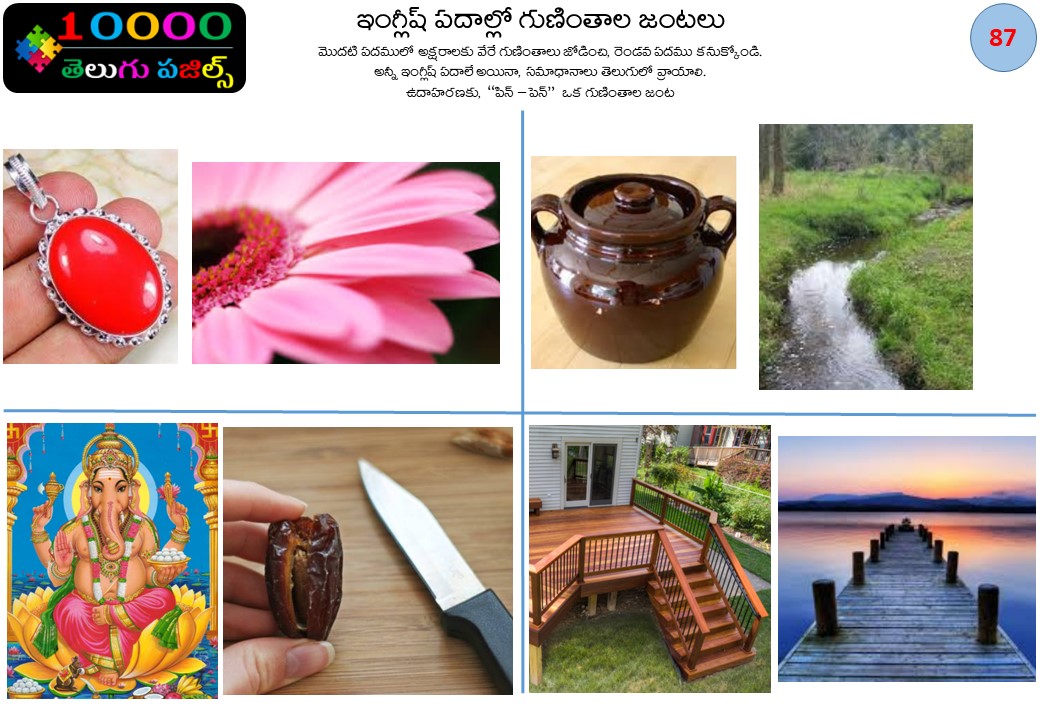 10000
తెలుగు పజిల్స్
ఇంగ్లీష్ పదాల్లో గుణింతాల జంటలు
మొదటి పదములో అక్షరాలకు వేరే గుణింతాలు జోడించి, రెండవ పదము కనుక్కోండి.
అన్నీ ఇంగ్లీష్ పదాలే అయినా, సమాధానాలు తెలుగులో వ్రాయాలి.
ఉదాహరణకు, “పిన్ – పెన్” ఒక గుణింతాల జంట
87